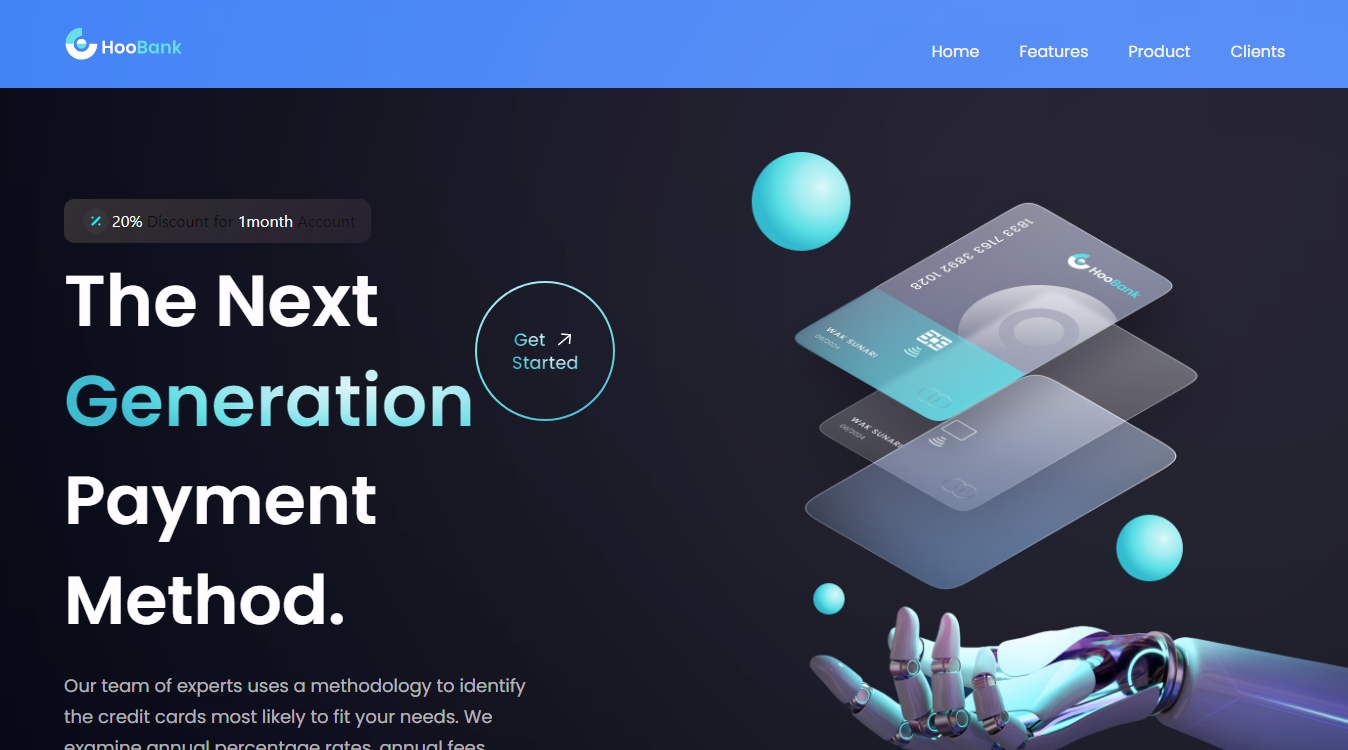 HooBank
Home Features Product Clients
20% Discount for 1month Account
The Next
Generation
Payment
Method.
Get
Started
Our team of experts uses a methodology to identify
the credit cards most likely to fit your needs. We
examine annual percentage rates, annual fees
1833 7163 3892 1028
HooBank
WAK SUNARI
06/2024
WAK SUNARI
06/2024